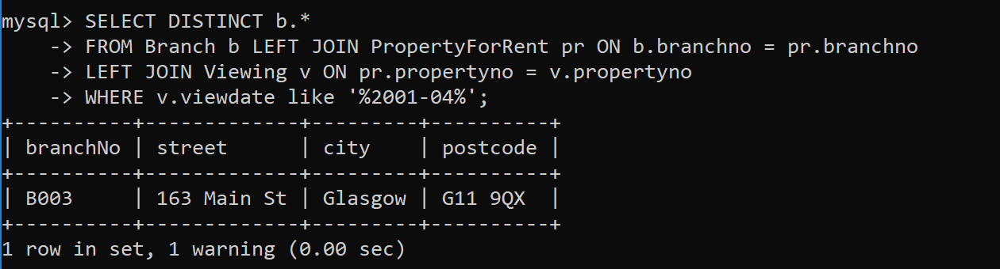 mysql> SELECT DISTINCT b.*
    -> FROM Branch b LEFT JOIN PropertyForRent pr ON b.branchno = pr.branchno
    -> LEFT JOIN Viewing v ON pr.propertyno = v.propertyno
    -> WHERE v.viewdate like '%2001-04%';
+----------+-------------+---------+----------+
| branchNo | street      | city    | postcode |
+----------+-------------+---------+----------+
| B003     | 163 Main St | Glasgow | G11 9QX  |
+----------+-------------+---------+----------+
1 row in set, 1 warning (0.00 sec)